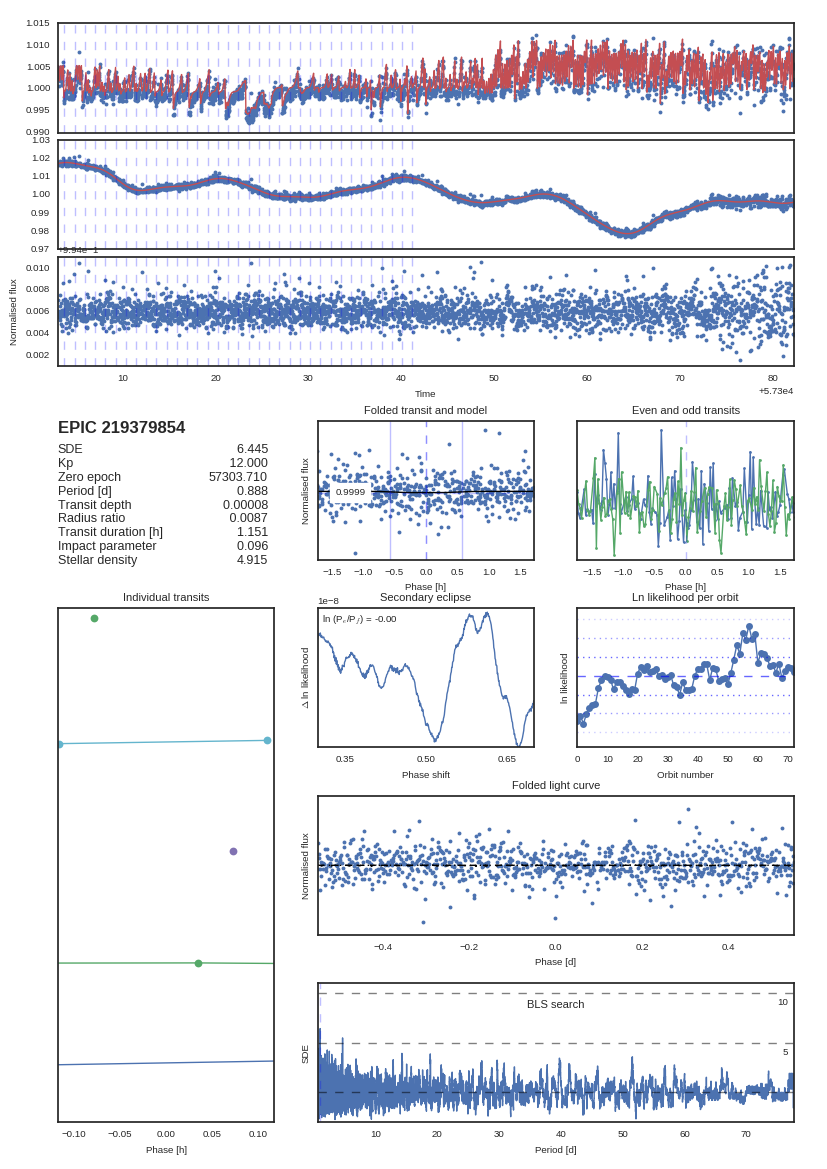 1.015
1.010
1.005
1.000
0.995
0.990
1.03
1.02
1.01
1.00
0.99
0.98
0.97
0.010
0.008
0.006
0.004
0.002
Normalised flux
10 20 30 40 50 60 70 80
Time
+5.73e4
EPIC 219379854
SDE 6.445
Kp 12.000
Zero epoch 57303.710
Period [d] 0.888
Transit depth 0.00008
Radius ratio 0.0087
Transit duration [h] 1.151
Impact parameter 0.096
Stellar density 4.915
Folded transit and model
Normalised flux
0.9999
−1.5 −1.0 −0.5 0.0 0.5 1.0 1.5
Phase [h]
Even and odd transits
−1.5 −1.0 −0.5 0.0 0.5 1.0 1.5
Phase [h]
Individual transits
−0.10 −0.05 0.00 0.05 0.10
Phase [h]
Secondary eclipse
1e−8
ln (Pₑ/P𝑓) = -0.00
Δ ln likelihood
0.35 0.50 0.65
Phase shift
Ln likelihood per orbit
ln likelihood
0 10 20 30 40 50 60 70
Orbit number
Folded light curve
Normalised flux
−0.4 −0.2 0.0 0.2 0.4
Phase [d]
BLS search
10
5
SDE
10 20 30 40 50 60 70
Period [d]